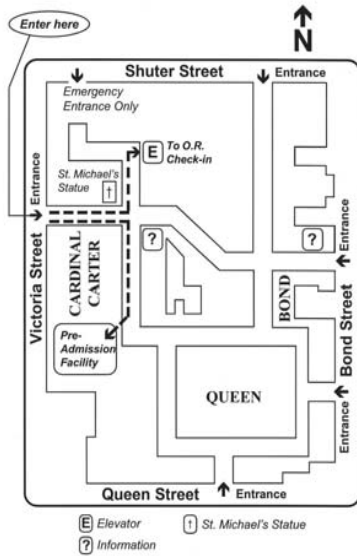 Enter here
N
Shuter Street
Entrance
Emergency
Entrance Only
E
To O.R.
Check-in
St. Michael's
Statue
†
Entrance
?
?
Entrance
Victoria Street
CARDINAL
CARTER
BOND
Bond Street
Pre-
Admission
Facility
QUEEN
Entrance
Queen Street
Entrance
E Elevator
† St. Michael's Statue
? Information